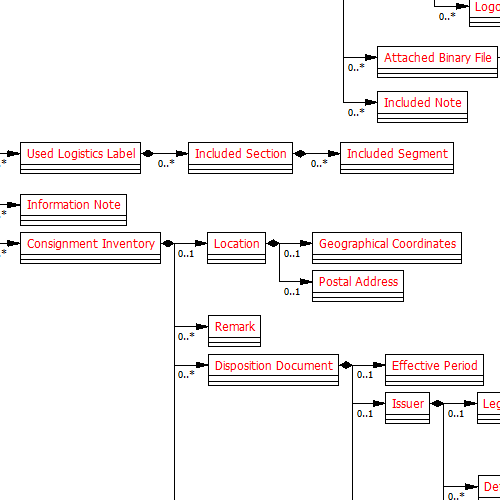 Logo
0..*
Attached Binary File
0..*
Included Note
0..*
Used Logistics Label
Included Section
Included Segment
*
0..*
0..*
Information Note
*
Consignment Inventory
Location
Geographical Coordinates
*
0..1
0..1
Postal Address
0..1
Remark
0..*
Disposition Document
Effective Period
0..*
0..1
Issuer
Leg
0..1
0..1
De
0..*